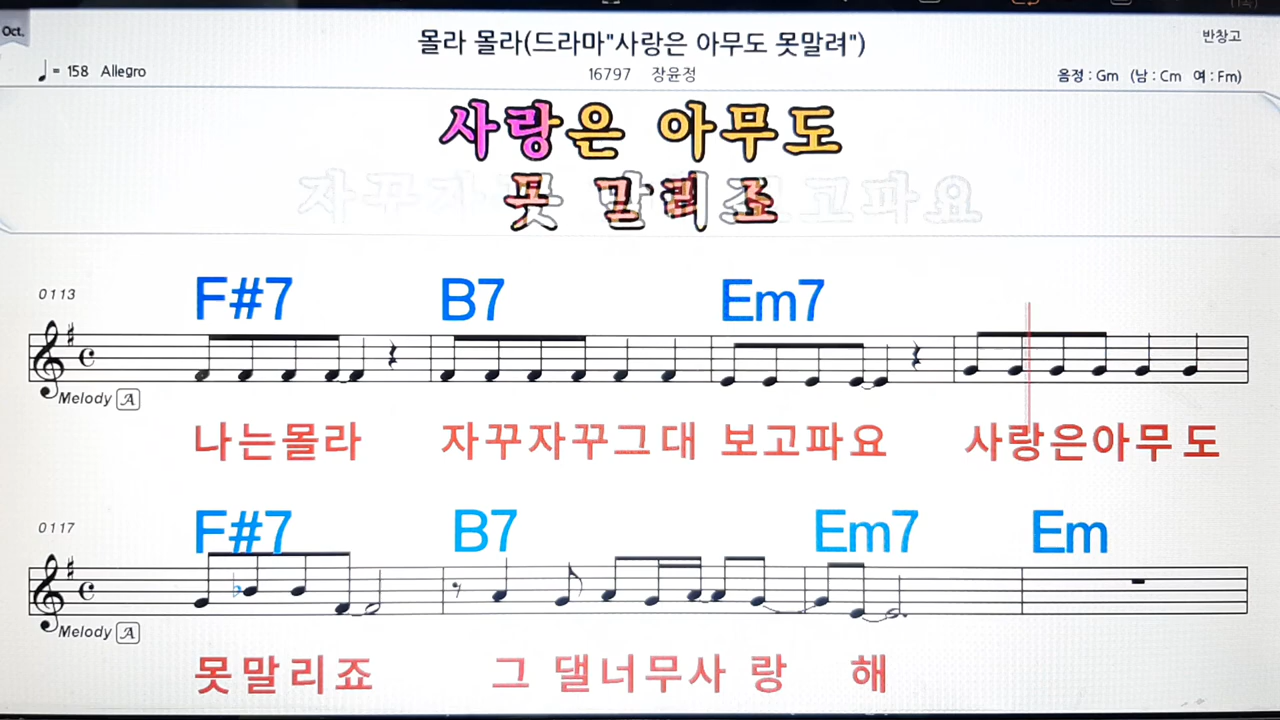 Oct.
몰라 몰라(드라마"사랑은 아무도 못말려")
반창고
♩= 158 Allegro
16797 장윤정
음정 : Gm (남 : Cm 여 : Fm)
사랑은 아무도
못 말리죠
0113
F#7 B7 Em7
Melody A
나는몰라 자꾸자꾸그대 보고파요 사랑은아무도
0117
F#7 B7 Em7 Em
Melody A
못말리죠 그 댈너무사 랑 해